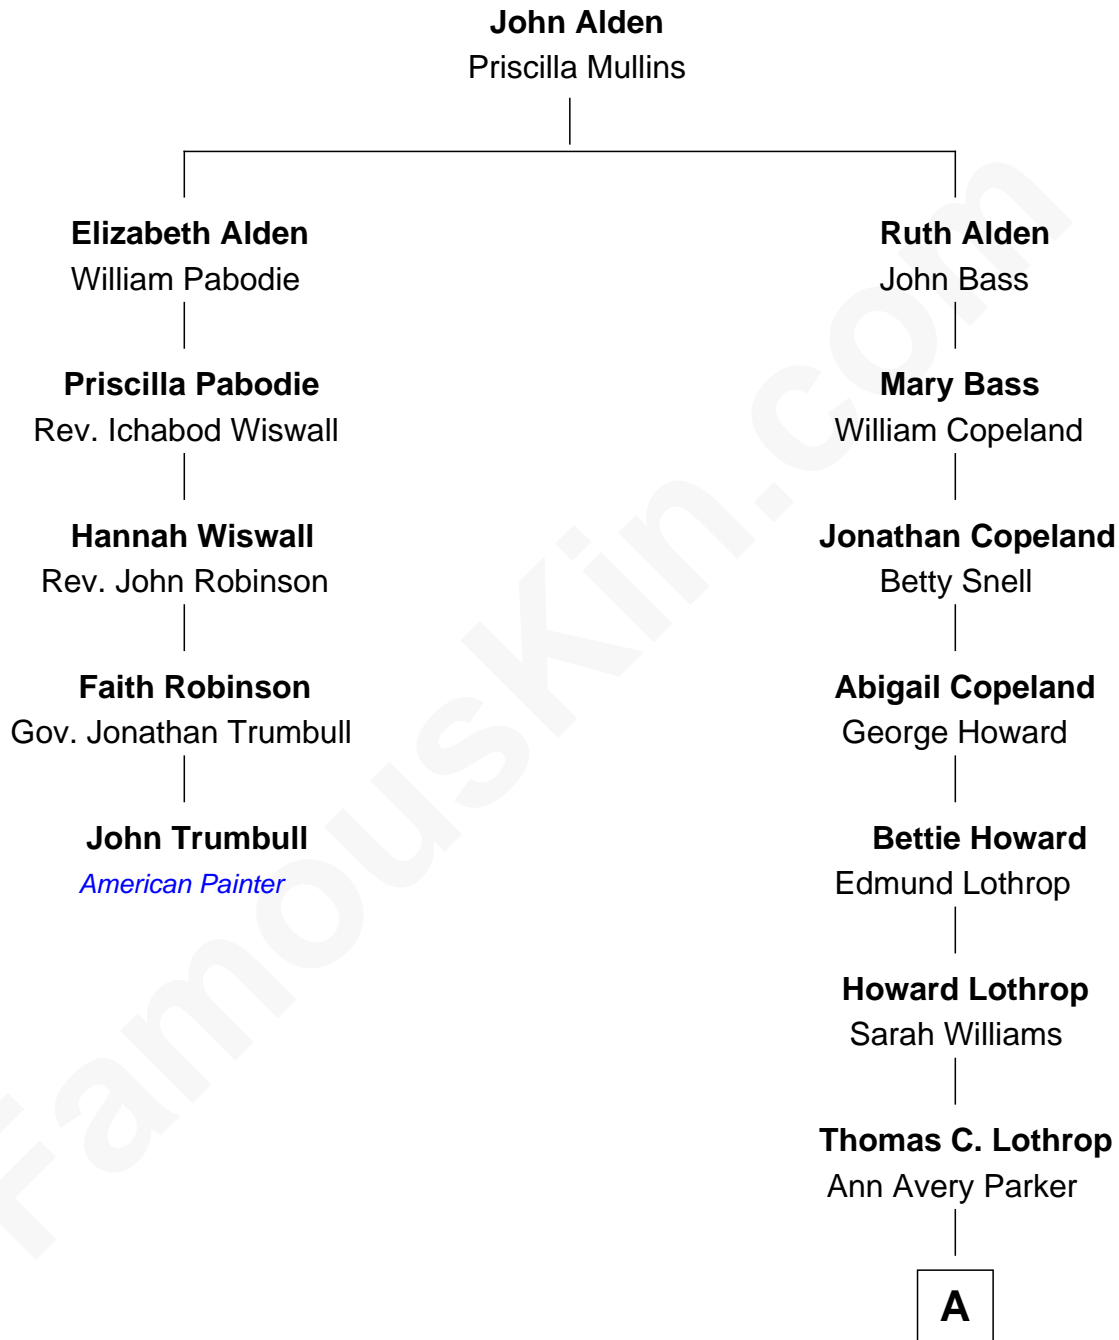 John Alden
Priscilla Mullins
Elizabeth Alden
William Pabodie
Ruth Alden
John Bass
Priscilla Pabodie
Rev. Ichabod Wiswall
Mary Bass
William Copeland
Hannah Wiswall
Rev. John Robinson
Jonathan Copeland
Betty Snell
Faith Robinson
Gov. Jonathan Trumbull
Abigail Copeland
George Howard
John Trumbull
American Painter
Bettie Howard
Edmund Lothrop
Howard Lothrop
Sarah Williams
Thomas C. Lothrop
Ann Avery Parker
A
FamousKin.com